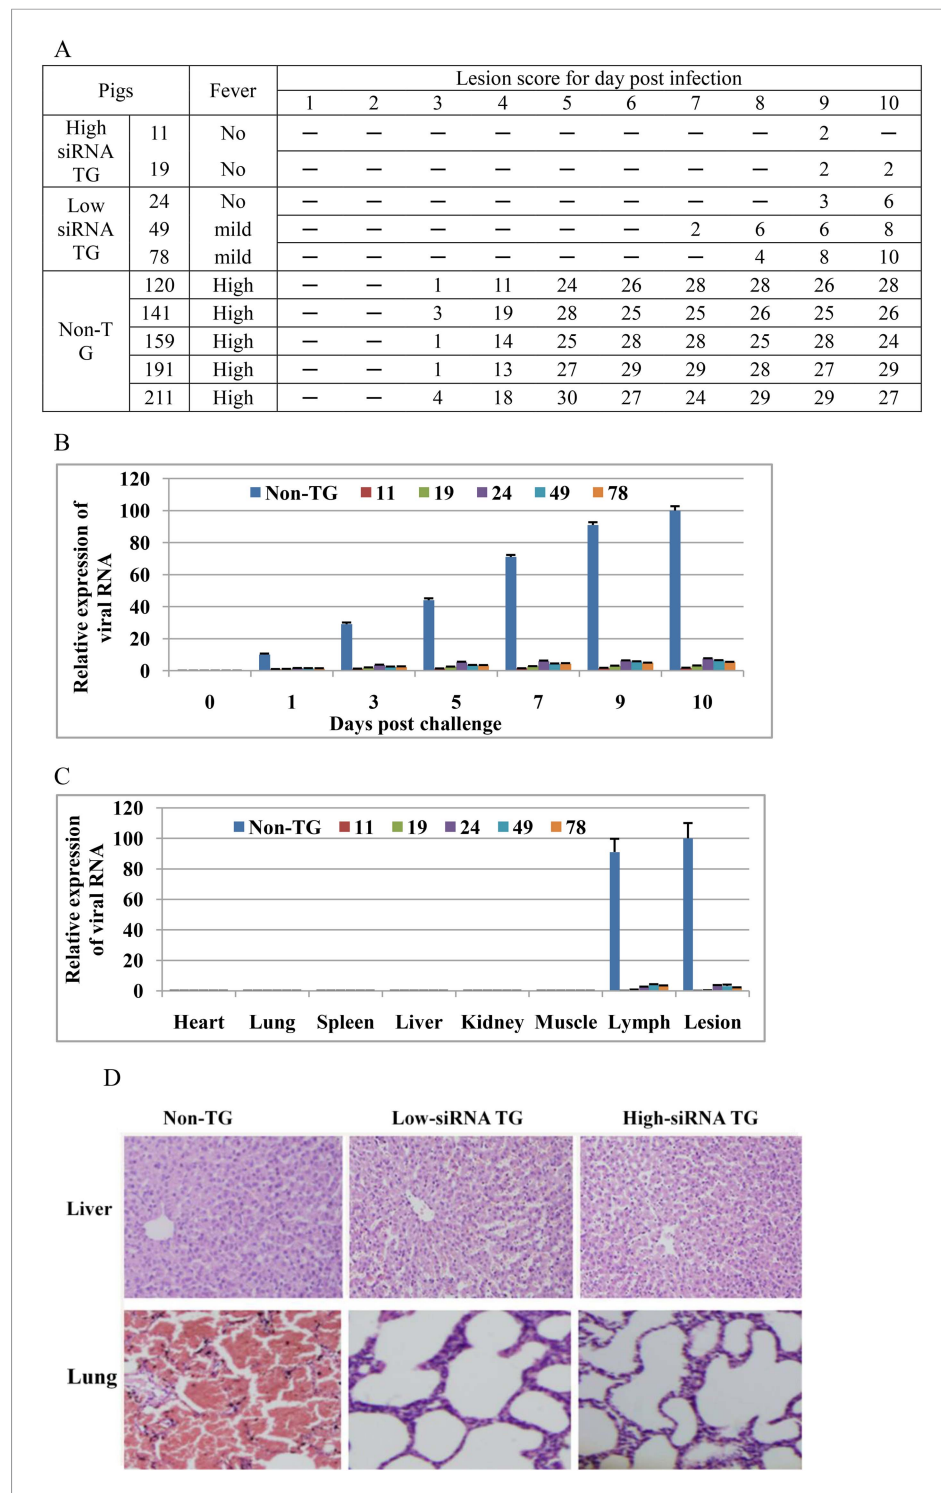 A
Pigs Fever Lesion score for day post infection
1 2 3 4 5 6 7 8 9 10
High siRNA TG 11 No – – – – – – – – 2 –
19 No – – – – – – – – 2 2
Low siRNA TG 24 No – – – – – – – – 3 6
49 mild – – – – – – 2 6 6 8
78 mild – – – – – – – 4 8 10
Non-T G 120 High – – 1 11 24 26 28 28 26 28
141 High – – 3 19 28 25 25 26 25 26
159 High – – 1 14 25 28 28 25 28 24
191 High – – 1 13 27 29 29 28 27 29
211 High – – 4 18 30 27 24 29 29 27
B
Relative expression of viral RNA
120
100
80
60
40
20
0
Non-TG 11 19 24 49 78
0 1 3 5 7 9 10
Days post challenge
C
Relative expression of viral RNA
120
100
80
60
40
20
0
Non-TG 11 19 24 49 78
Heart Lung Spleen Liver Kidney Muscle Lymph Lesion
D
Non-TG Low-siRNA TG High-siRNA TG
Liver
Lung